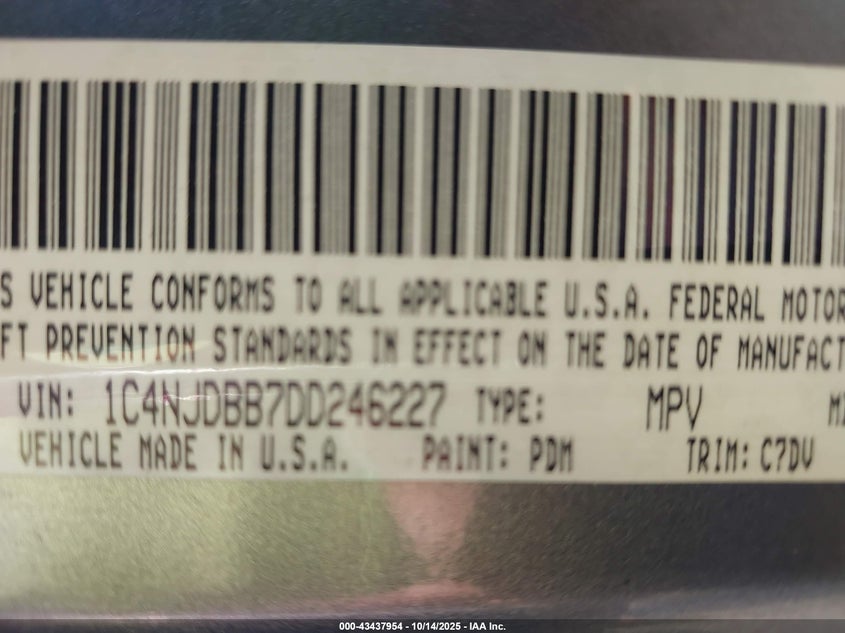 S VEHICLE CONFORMS TO ALL APPLICABLE U.S.A. FEDERAL MOTOR
FT PREVENTION STANDARDS IN EFFECT ON THE DATE OF MANUFACT
VIN: 1C4NJDBB7DD246227 TYPE: MPV
VEHICLE MADE IN U.S.A. PAINT: PDM TRIM: C7DV
000-43437954 - 10/14/2025 - IAA Inc.